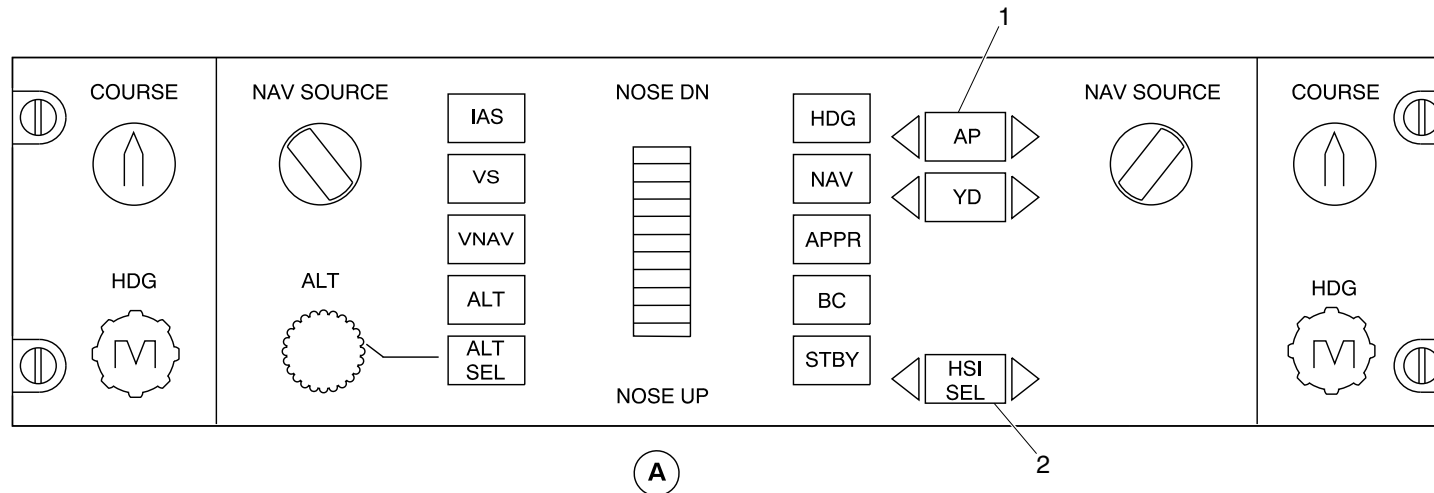 1
COURSE
NAV SOURCE
IAS
NOSE DN
HDG
AP
NAV SOURCE
COURSE
VS
NAV
YD
VNAV
APPR
HDG
ALT
ALT
BC
HDG
ALT
SEL
STBY
HSI
SEL
NOSE UP
2
A